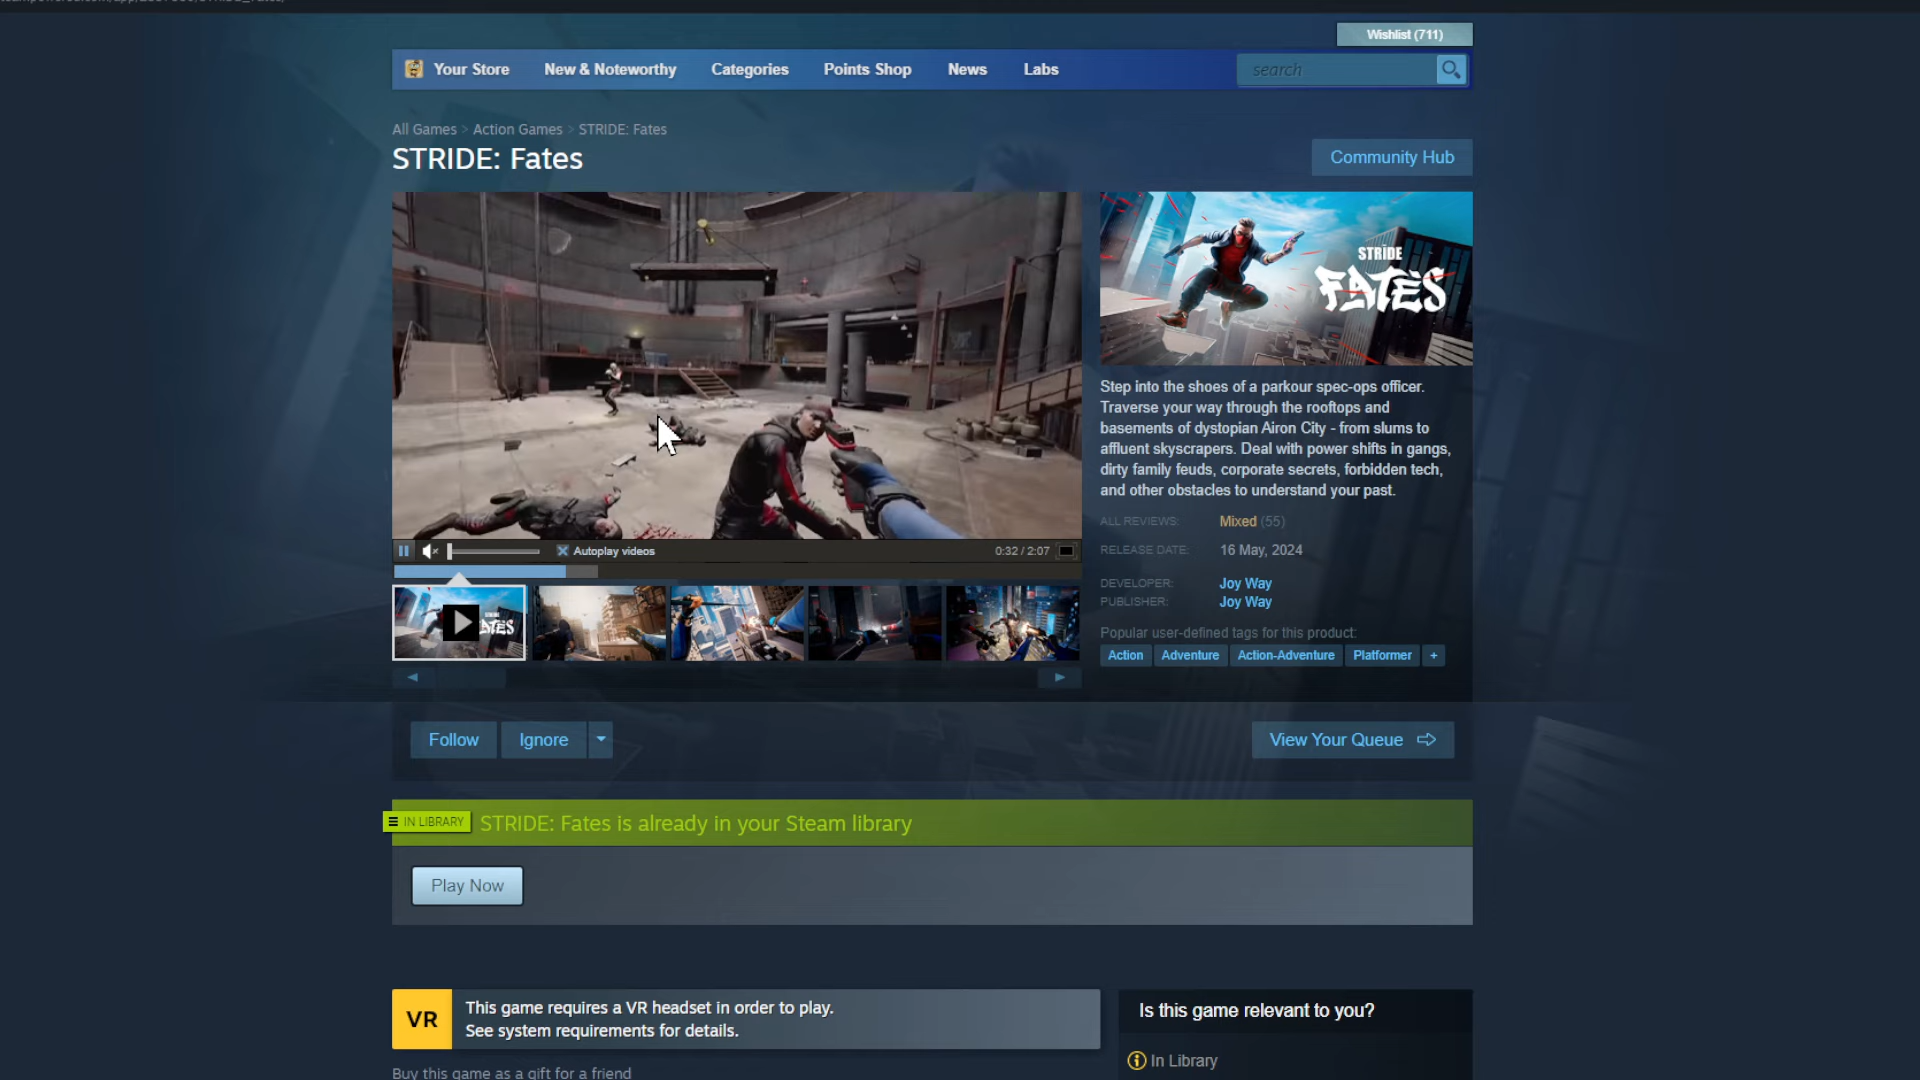 Wishlist (711)
Your Store New & Noteworthy Categories Points Shop News Labs search
All Games > Action Games > STRIDE: Fates
STRIDE: Fates
Community Hub
STRIDE
FATES
Step into the shoes of a parkour spec-ops officer.
Traverse your way through the rooftops and
basements of dystopian Airon City - from slums to
affluent skyscrapers. Deal with power shifts in gangs,
dirty family feuds, corporate secrets, forbidden tech,
and other obstacles to understand your past.
ALL REVIEWS: Mixed (55)
RELEASE DATE: 16 May, 2024
DEVELOPER: Joy Way
PUBLISHER: Joy Way
Popular user-defined tags for this product:
Action Adventure Action-Adventure Platformer +
Autoplay videos 0:32 / 2:07
Follow Ignore View Your Queue
IN LIBRARY STRIDE: Fates is already in your Steam library
Play Now
VR This game requires a VR headset in order to play.
See system requirements for details.
Is this game relevant to you?
In Library
Buy this game as a gift for a friend